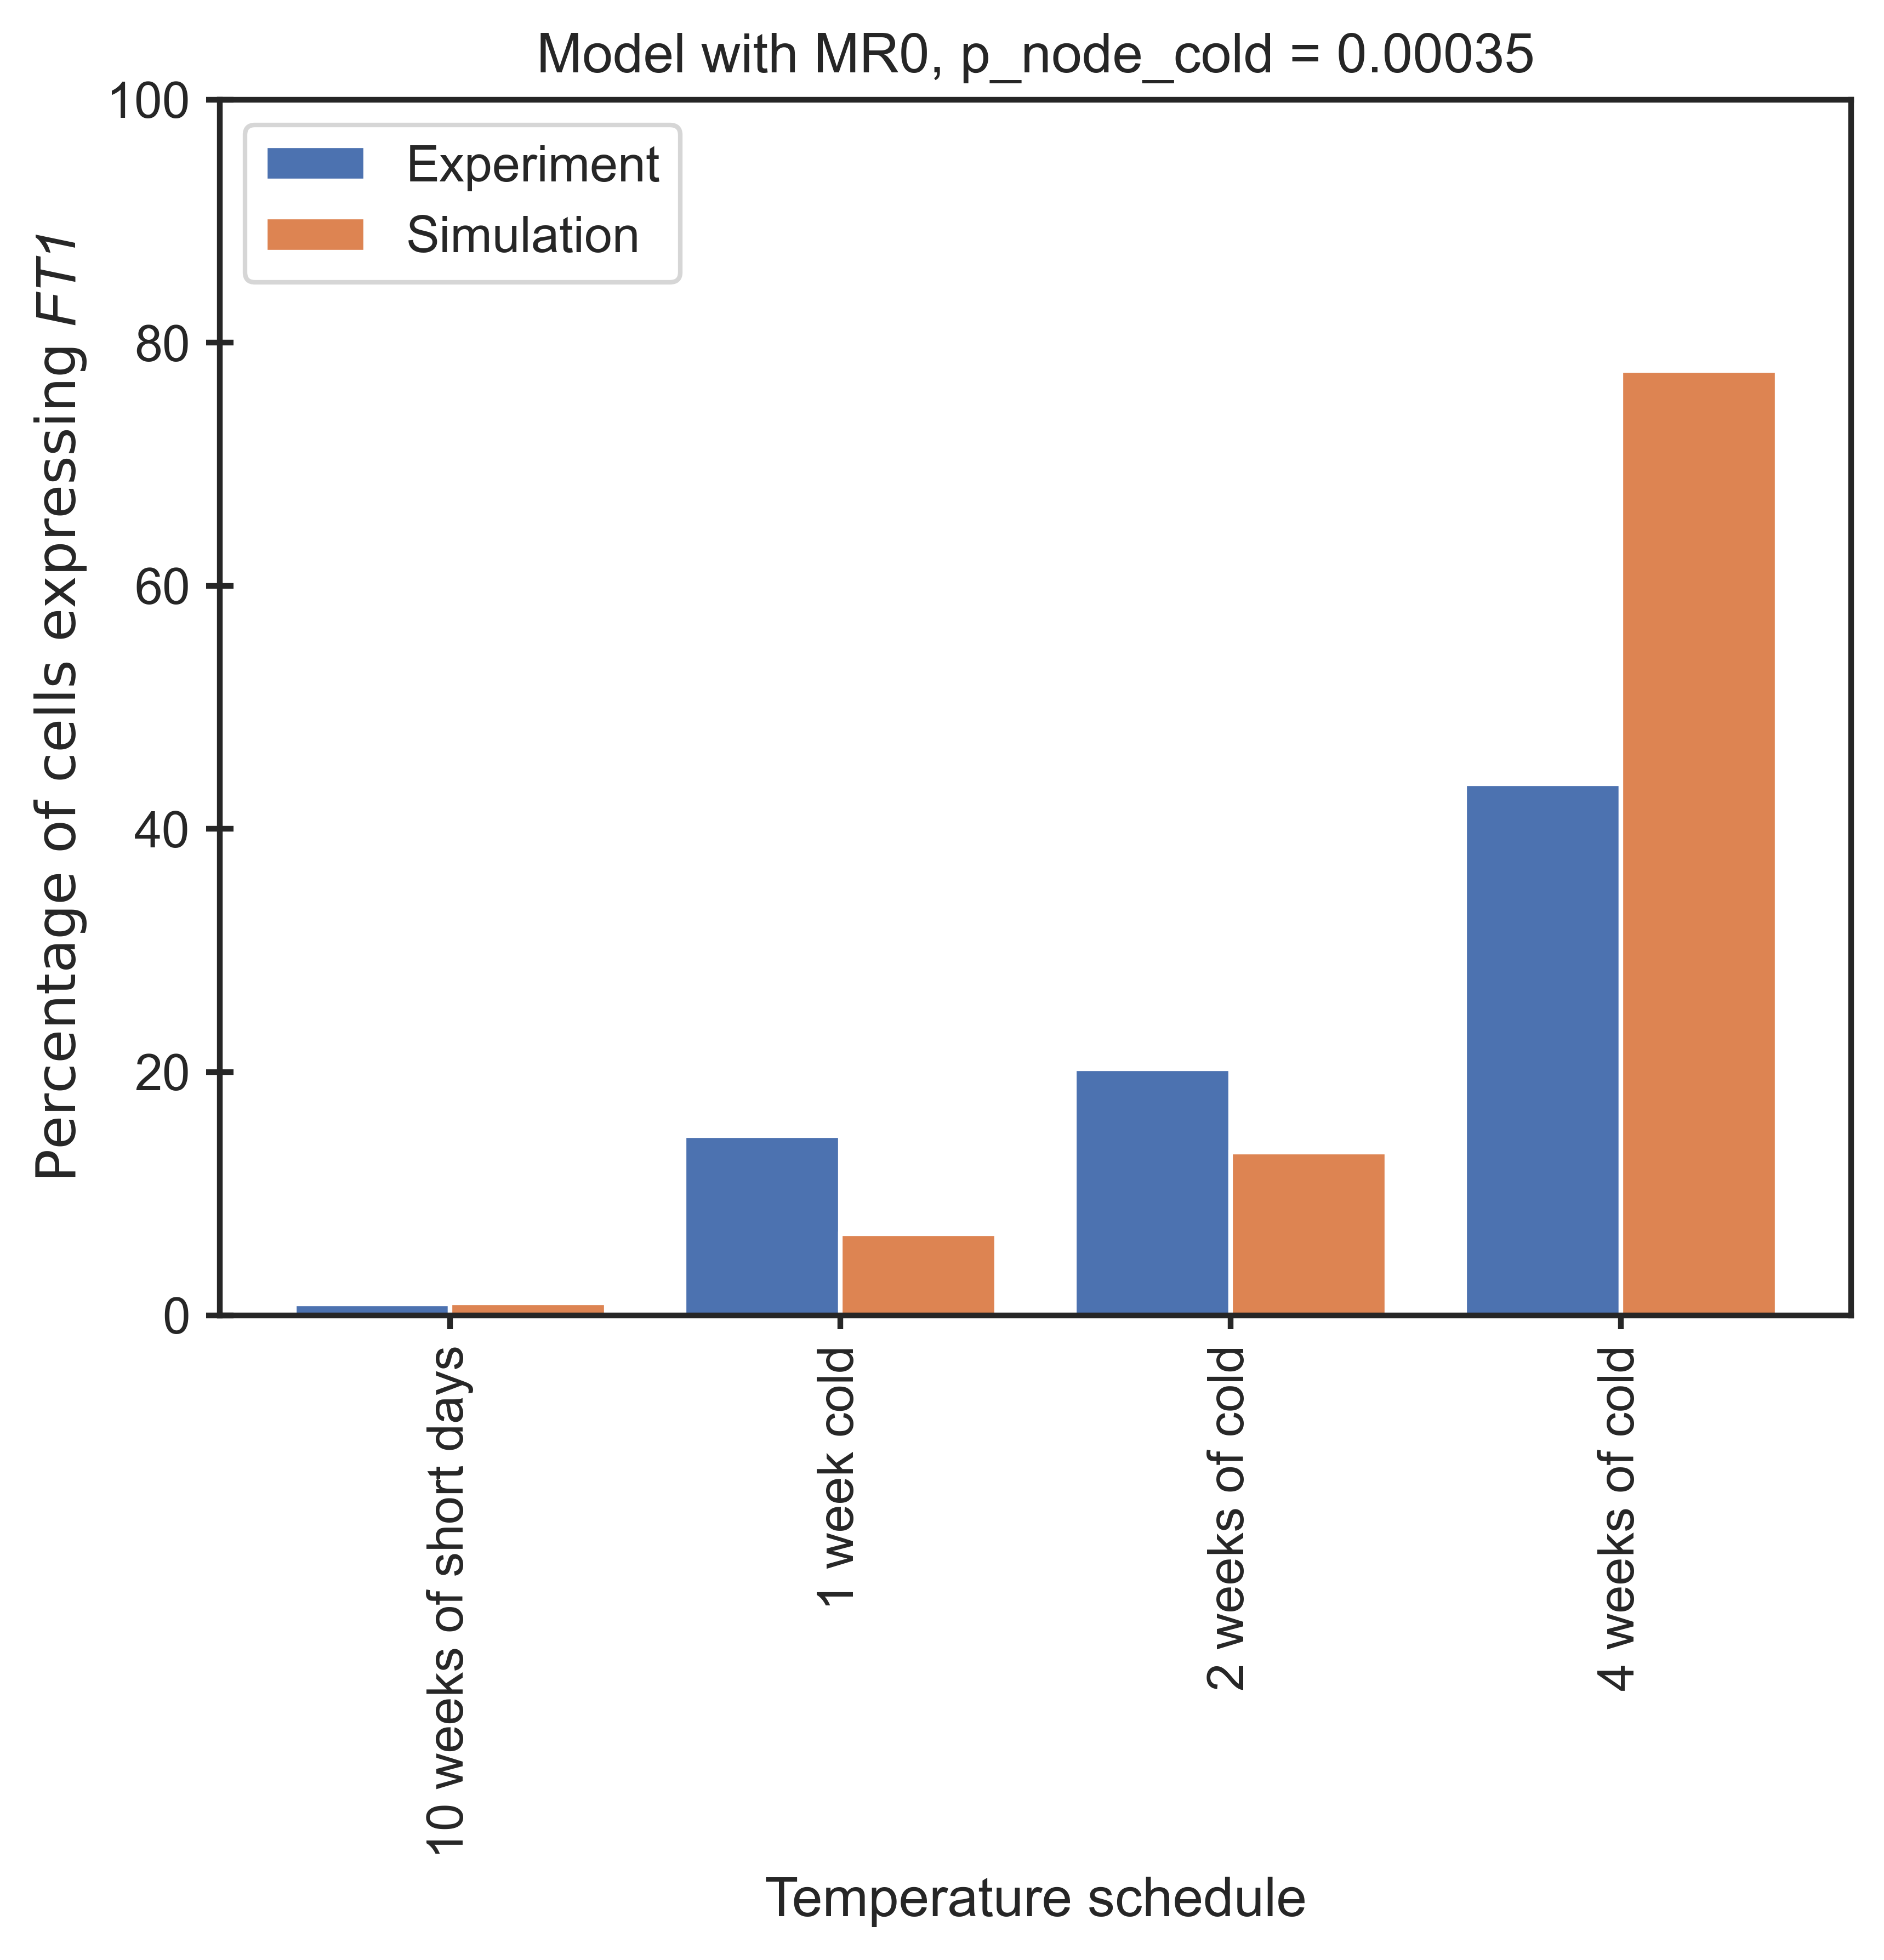 Model with MR0, p_node_cold = 0.00035
Percentage of cells expressing FT1
100
80
60
40
20
0
Experiment
Simulation
10 weeks of short days
1 week cold
2 weeks of cold
4 weeks of cold
Temperature schedule